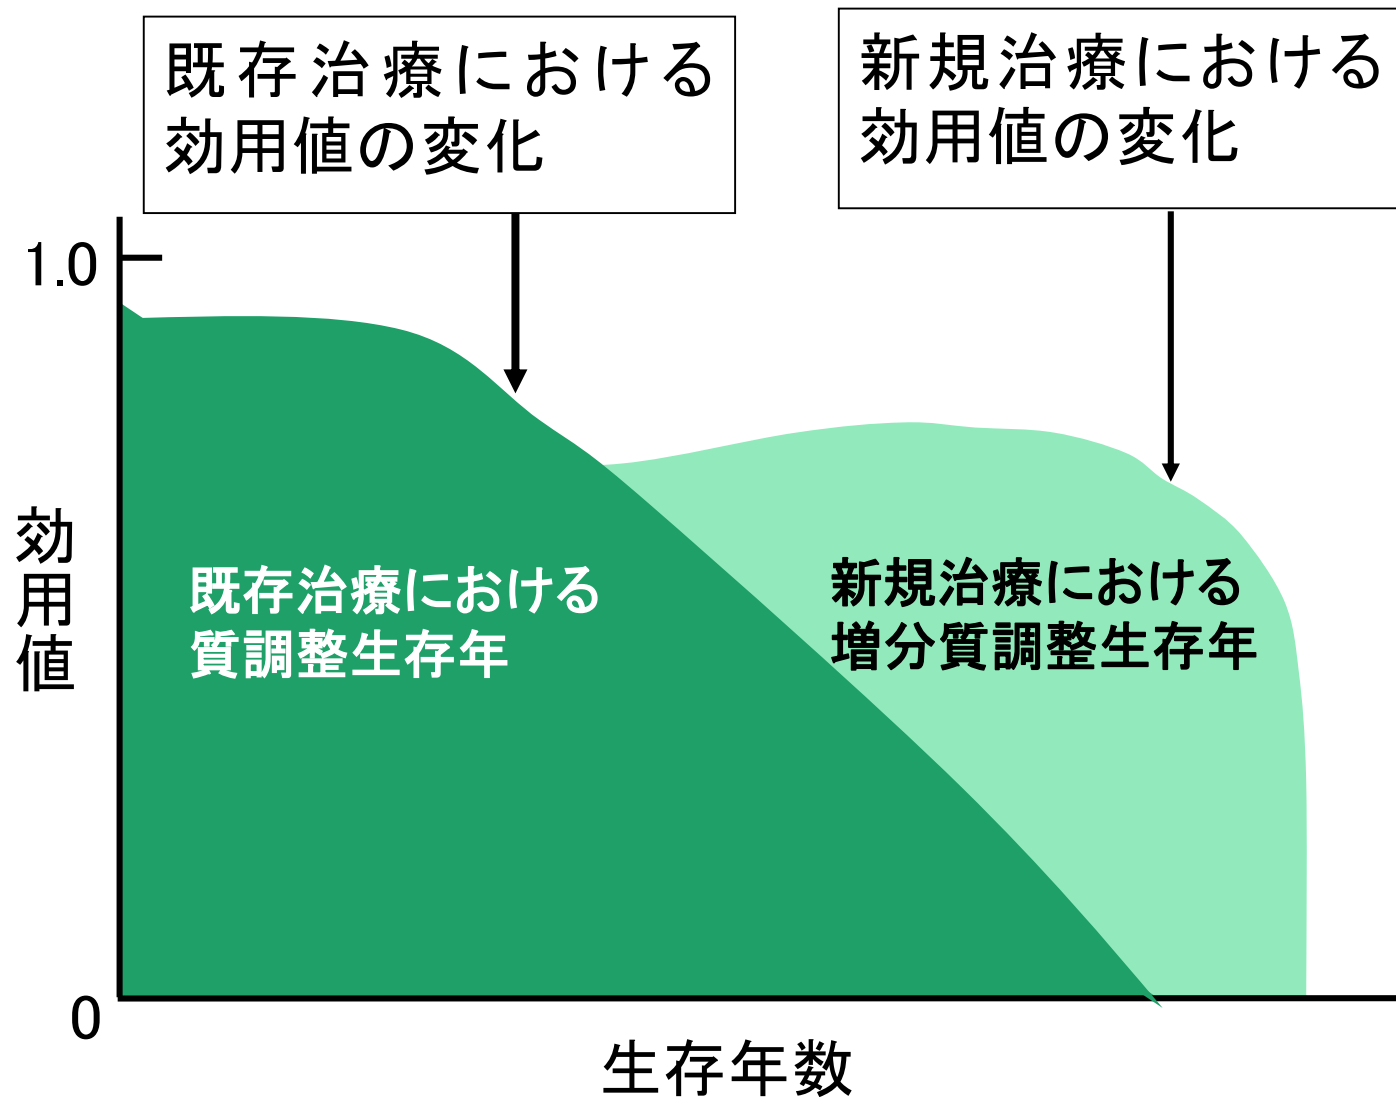 既存治療における
効用値の変化
新規治療における
効用値の変化
1.0
効用値
既存治療における
質調整生存年
新規治療における
増分質調整生存年
0
生存年数